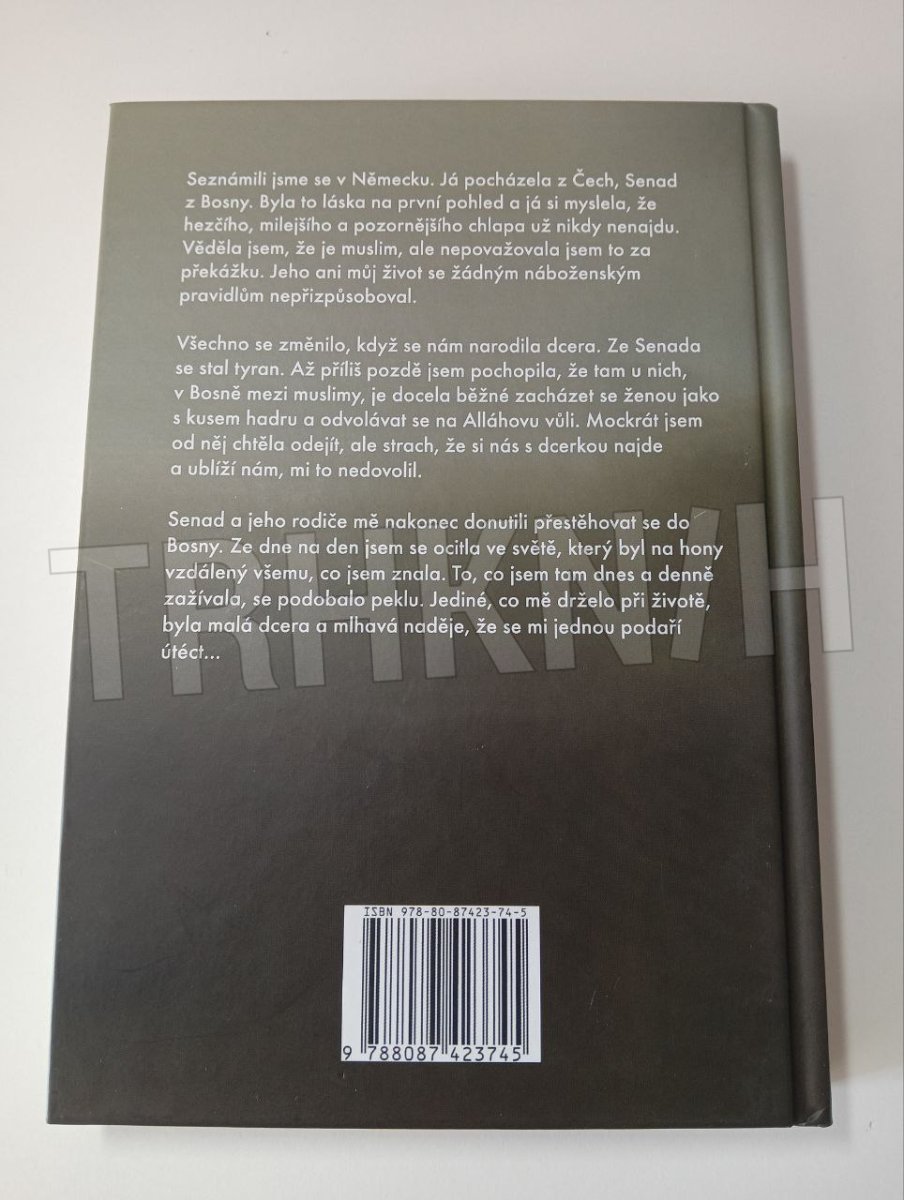 Seznámili jsme se v Německu. Já pocházela z Čech, Senad
z Bosny. Byla to láska na první pohled a já si myslela, že
hezčího, milejšího a pozornějšího chlapa už nikdy nenajdu.
Věděla jsem, že je muslim, ale nepovažovala jsem to za
překážku. Jeho ani můj život se žádným náboženským
pravidlům nepřizpůsoboval.
Všechno se změnilo, když se nám narodila dcera. Ze Senada
se stal tyran. Až příliš pozdě jsem pochopila, že tam u nich,
v Bosně mezi muslimy, je docela běžné zacházet se ženou jako
s kusem hadru a odvolávat se na Alláhovu vůli. Mockrát jsem
od něj chtěla odejít, ale strach, že si nás s dcerkou najde
a ublíží nám, mi to nedovolil.
Senad a jeho rodiče mě nakonec donutili přestěhovat se do
Bosny. Ze dne na den jsem se ocitla ve světě, který byl na hony
vzdálený všemu, co jsem znala. To, co jsem tam dnes a denně
zažívala, se podobalo peklu. Jediné, co mě drželo při životě,
byla malá dcera a mlhavá naděje, že se mi jednou podaří
útéct...
TRHKNIH
ISBN 978-80-87423-74-5
9 788087 423745